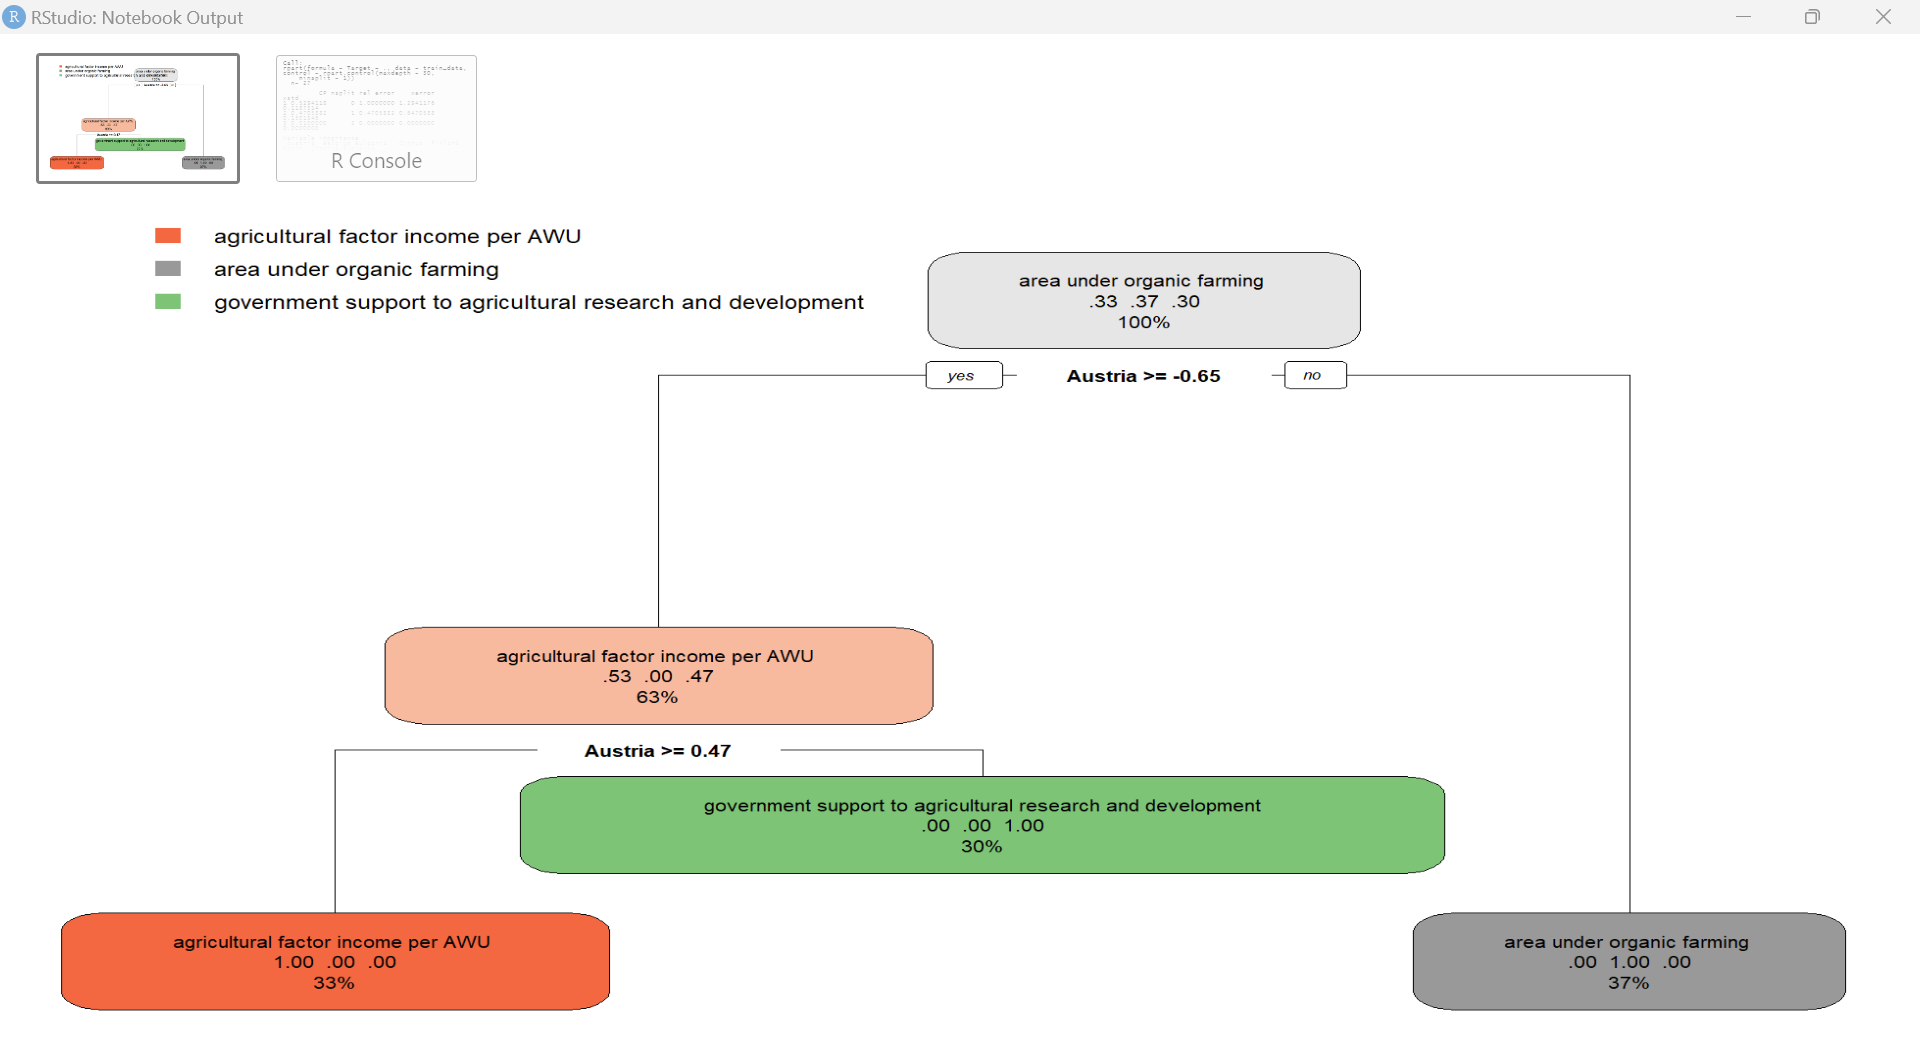 RStudio: Notebook Output
R Console
agricultural factor income per AWU
area under organic farming
government support to agricultural research and development
area under organic farming
.33 .37 .30
100%
yes Austria >= -0.65 no
agricultural factor income per AWU
.53 .00 .47
63%
Austria >= 0.47
government support to agricultural research and development
.00 .00 1.00
30%
agricultural factor income per AWU
1.00 .00 .00
33%
area under organic farming
.00 1.00 .00
37%